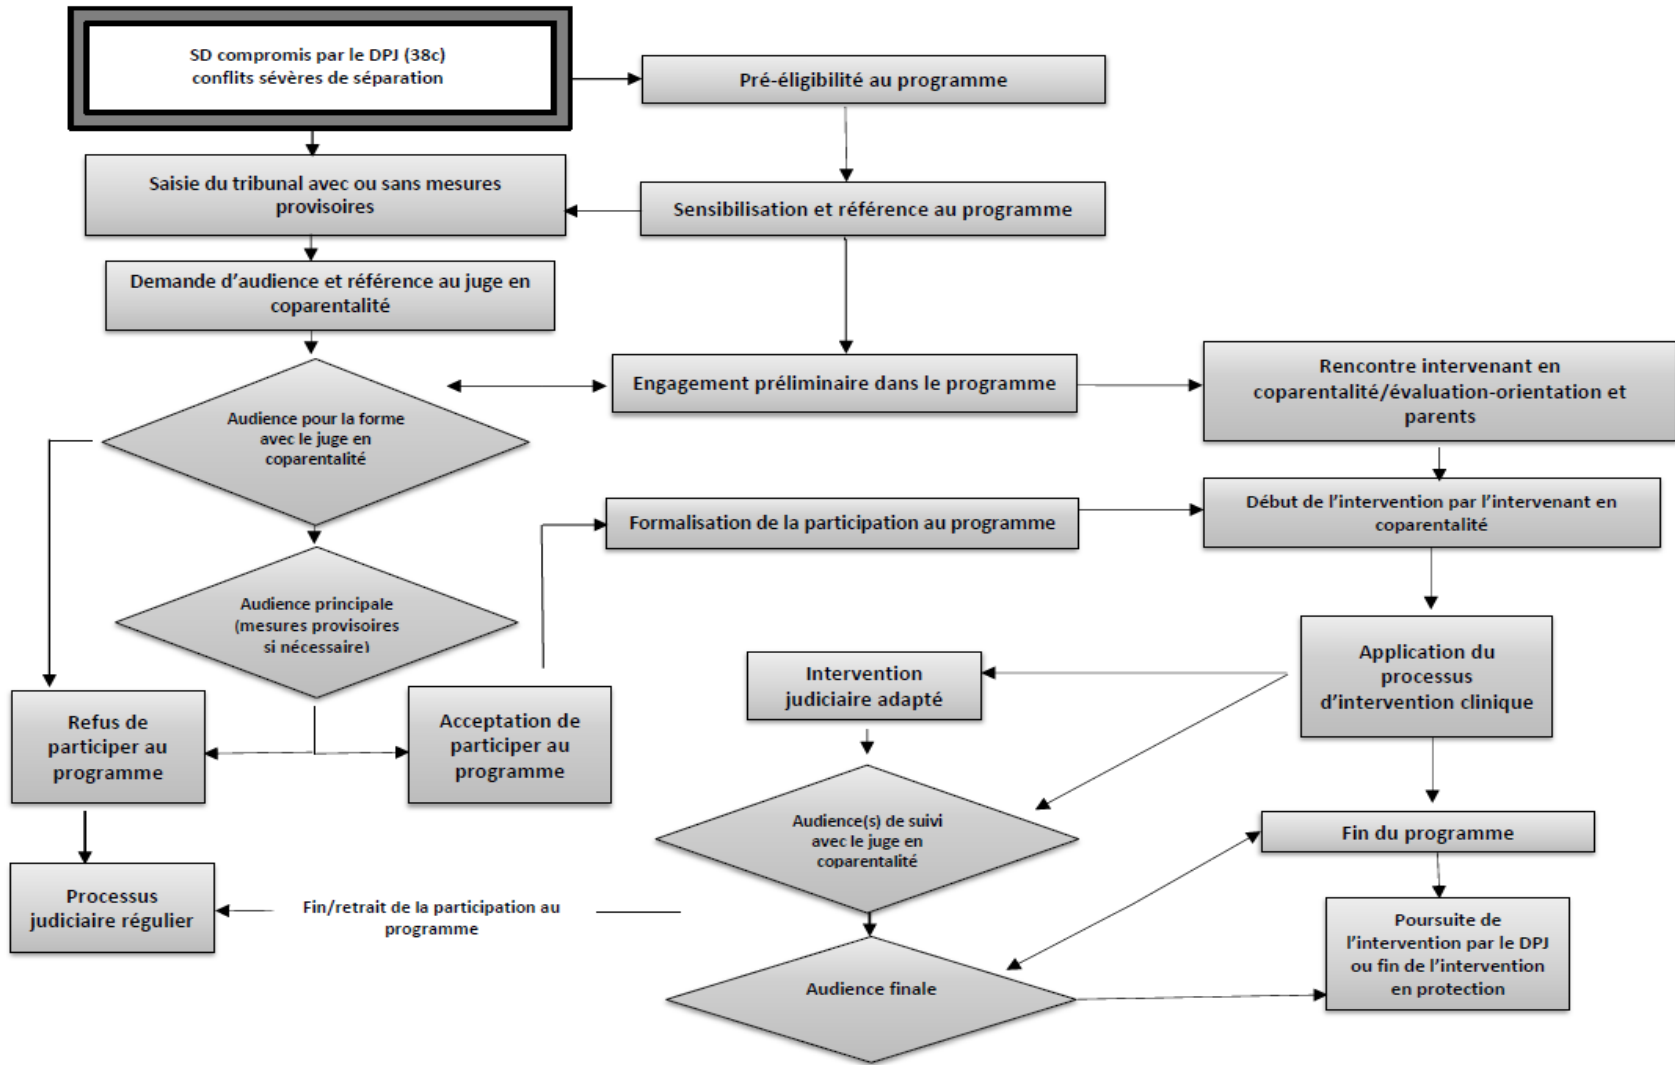 SD compromis par le DPJ (38c)
conflits sévères de séparation
Pré-éligibilité au programme
Saisie du tribunal avec ou sans mesures
provisoires
Sensibilisation et référence au programme
Demande d'audience et référence au juge en
coparentalité
Engagement préliminaire dans le programme
Rencontre intervenant en
coparentalité/évaluation-orientation et
parents
Audience pour la forme
avec le juge en
coparentalité
Formalisation de la participation au programme
Début de l'intervention par l'intervenant en
coparentalité
Audience principale
(mesures provisoires
si nécessaire)
Intervention
judiciaire adapté
Application du
processus
d'intervention clinique
Refus de
participer au
programme
Acceptation de
participer au
programme
Audience(s) de suivi
avec le juge en
coparentalité
Fin du programme
Processus
judiciaire régulier
Fin/retrait de la participation au
programme
Poursuite de
l'intervention par le DPJ
ou fin de l'intervention
en protection
Audience finale